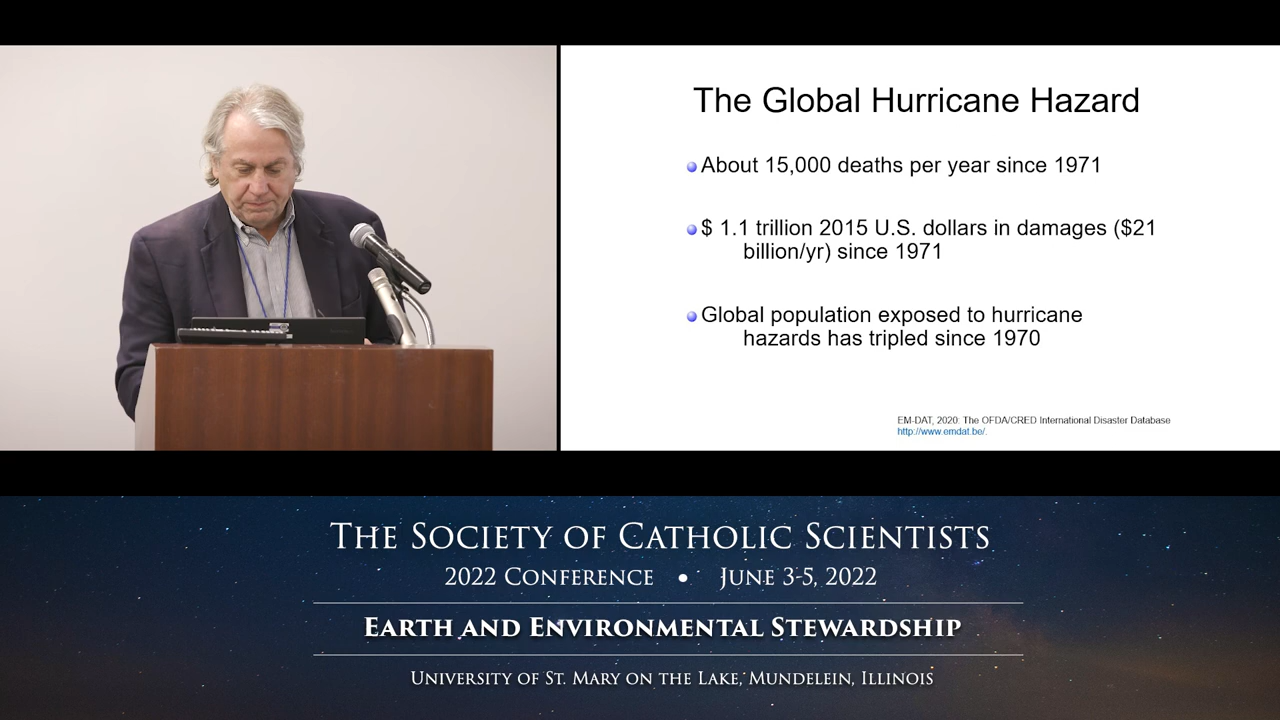 The Global Hurricane Hazard
About 15,000 deaths per year since 1971
$ 1.1 trillion 2015 U.S. dollars in damages ($21
billion/yr) since 1971
Global population exposed to hurricane
hazards has tripled since 1970
EM-DAT, 2020: The OFDA/CRED International Disaster Database
http://www.emdat.be/.
THE SOCIETY OF CATHOLIC SCIENTISTS
2022 CONFERENCE • JUNE 3-5, 2022
EARTH AND ENVIRONMENTAL STEWARDSHIP
UNIVERSITY OF ST. MARY ON THE LAKE, MUNDELEIN, ILLINOIS